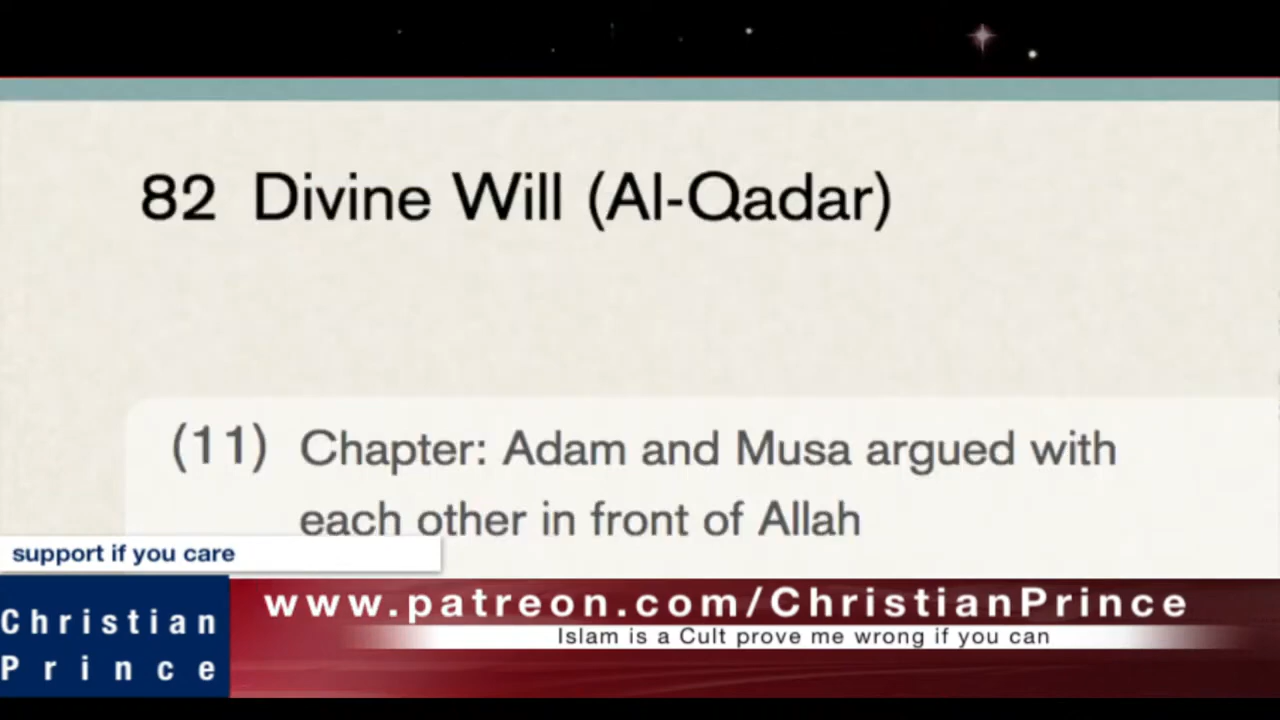 82 Divine Will (Al-Qadar)
(11) Chapter: Adam and Musa argued with
each other in front of Allah
support if you care
Christian
Prince
www.patreon.com/ChristianPrince
Islam is a Cult prove me wrong if you can